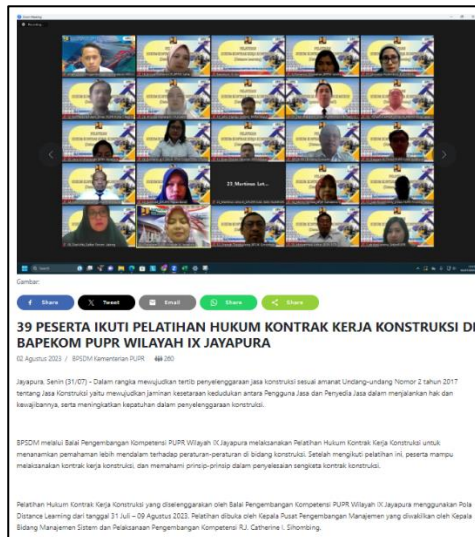 23_Martinus Lot...
Gambar:
Share
Tweet
Email
Share
Share
39 PESERTA IKUTI PELATIHAN HUKUM KONTRAK KERJA KONSTRUKSI DI
BAPEKOM PUPR WILAYAH IX JAYAPURA
02 Agustus 2023 / BPSDM Kementerian PUPR 260
Jayapura, Senin (31/07) - Dalam rangka mewujudkan tertib penyelenggaraan jasa konstruksi sesuai amanat Undang-undang Nomor 2 tahun 2017
tentang Jasa Konstruksi yaitu mewujudkan jaminan kesetaraan kedudukan antara Pengguna Jasa dan Penyedia Jasa dalam menjalankan hak dan
kewajibannya, serta meningkatkan kepatuhan dalam penyelenggaraan konstruksi.
BPSDM melalui Balai Pengembangan Kompetensi PUPR Wilayah IX Jayapura melaksanakan Pelatihan Hukum Kontrak Kerja Konstruksi untuk
menanamkan pemahaman lebih mendalam terhadap peraturan-peraturan di bidang konstruksi. Setelah mengikuti pelatihan ini, peserta mampu
melaksanakan kontrak kerja konstruksi, dan memahami prinsip-prinsip dalam penyelesaian sengketa kontrak konstruksi.
Pelatihan Hukum Kontrak Kerja Konstruksi yang diselenggarakan oleh Balai Pengembangan Kompetensi PUPR Wilayah IX Jayapura menggunakan Pola
Distance Learning dari tanggal 31 Juli – 09 Agustus 2023. Pelatihan dibuka oleh Kepala Pusat Pengembangan Manajemen yang diwakilkan oleh Kepala
Bidang Manajemen Sistem dan Pelaksanaan Pengembangan Kompetensi R.J. Catherine I. Sihombing.